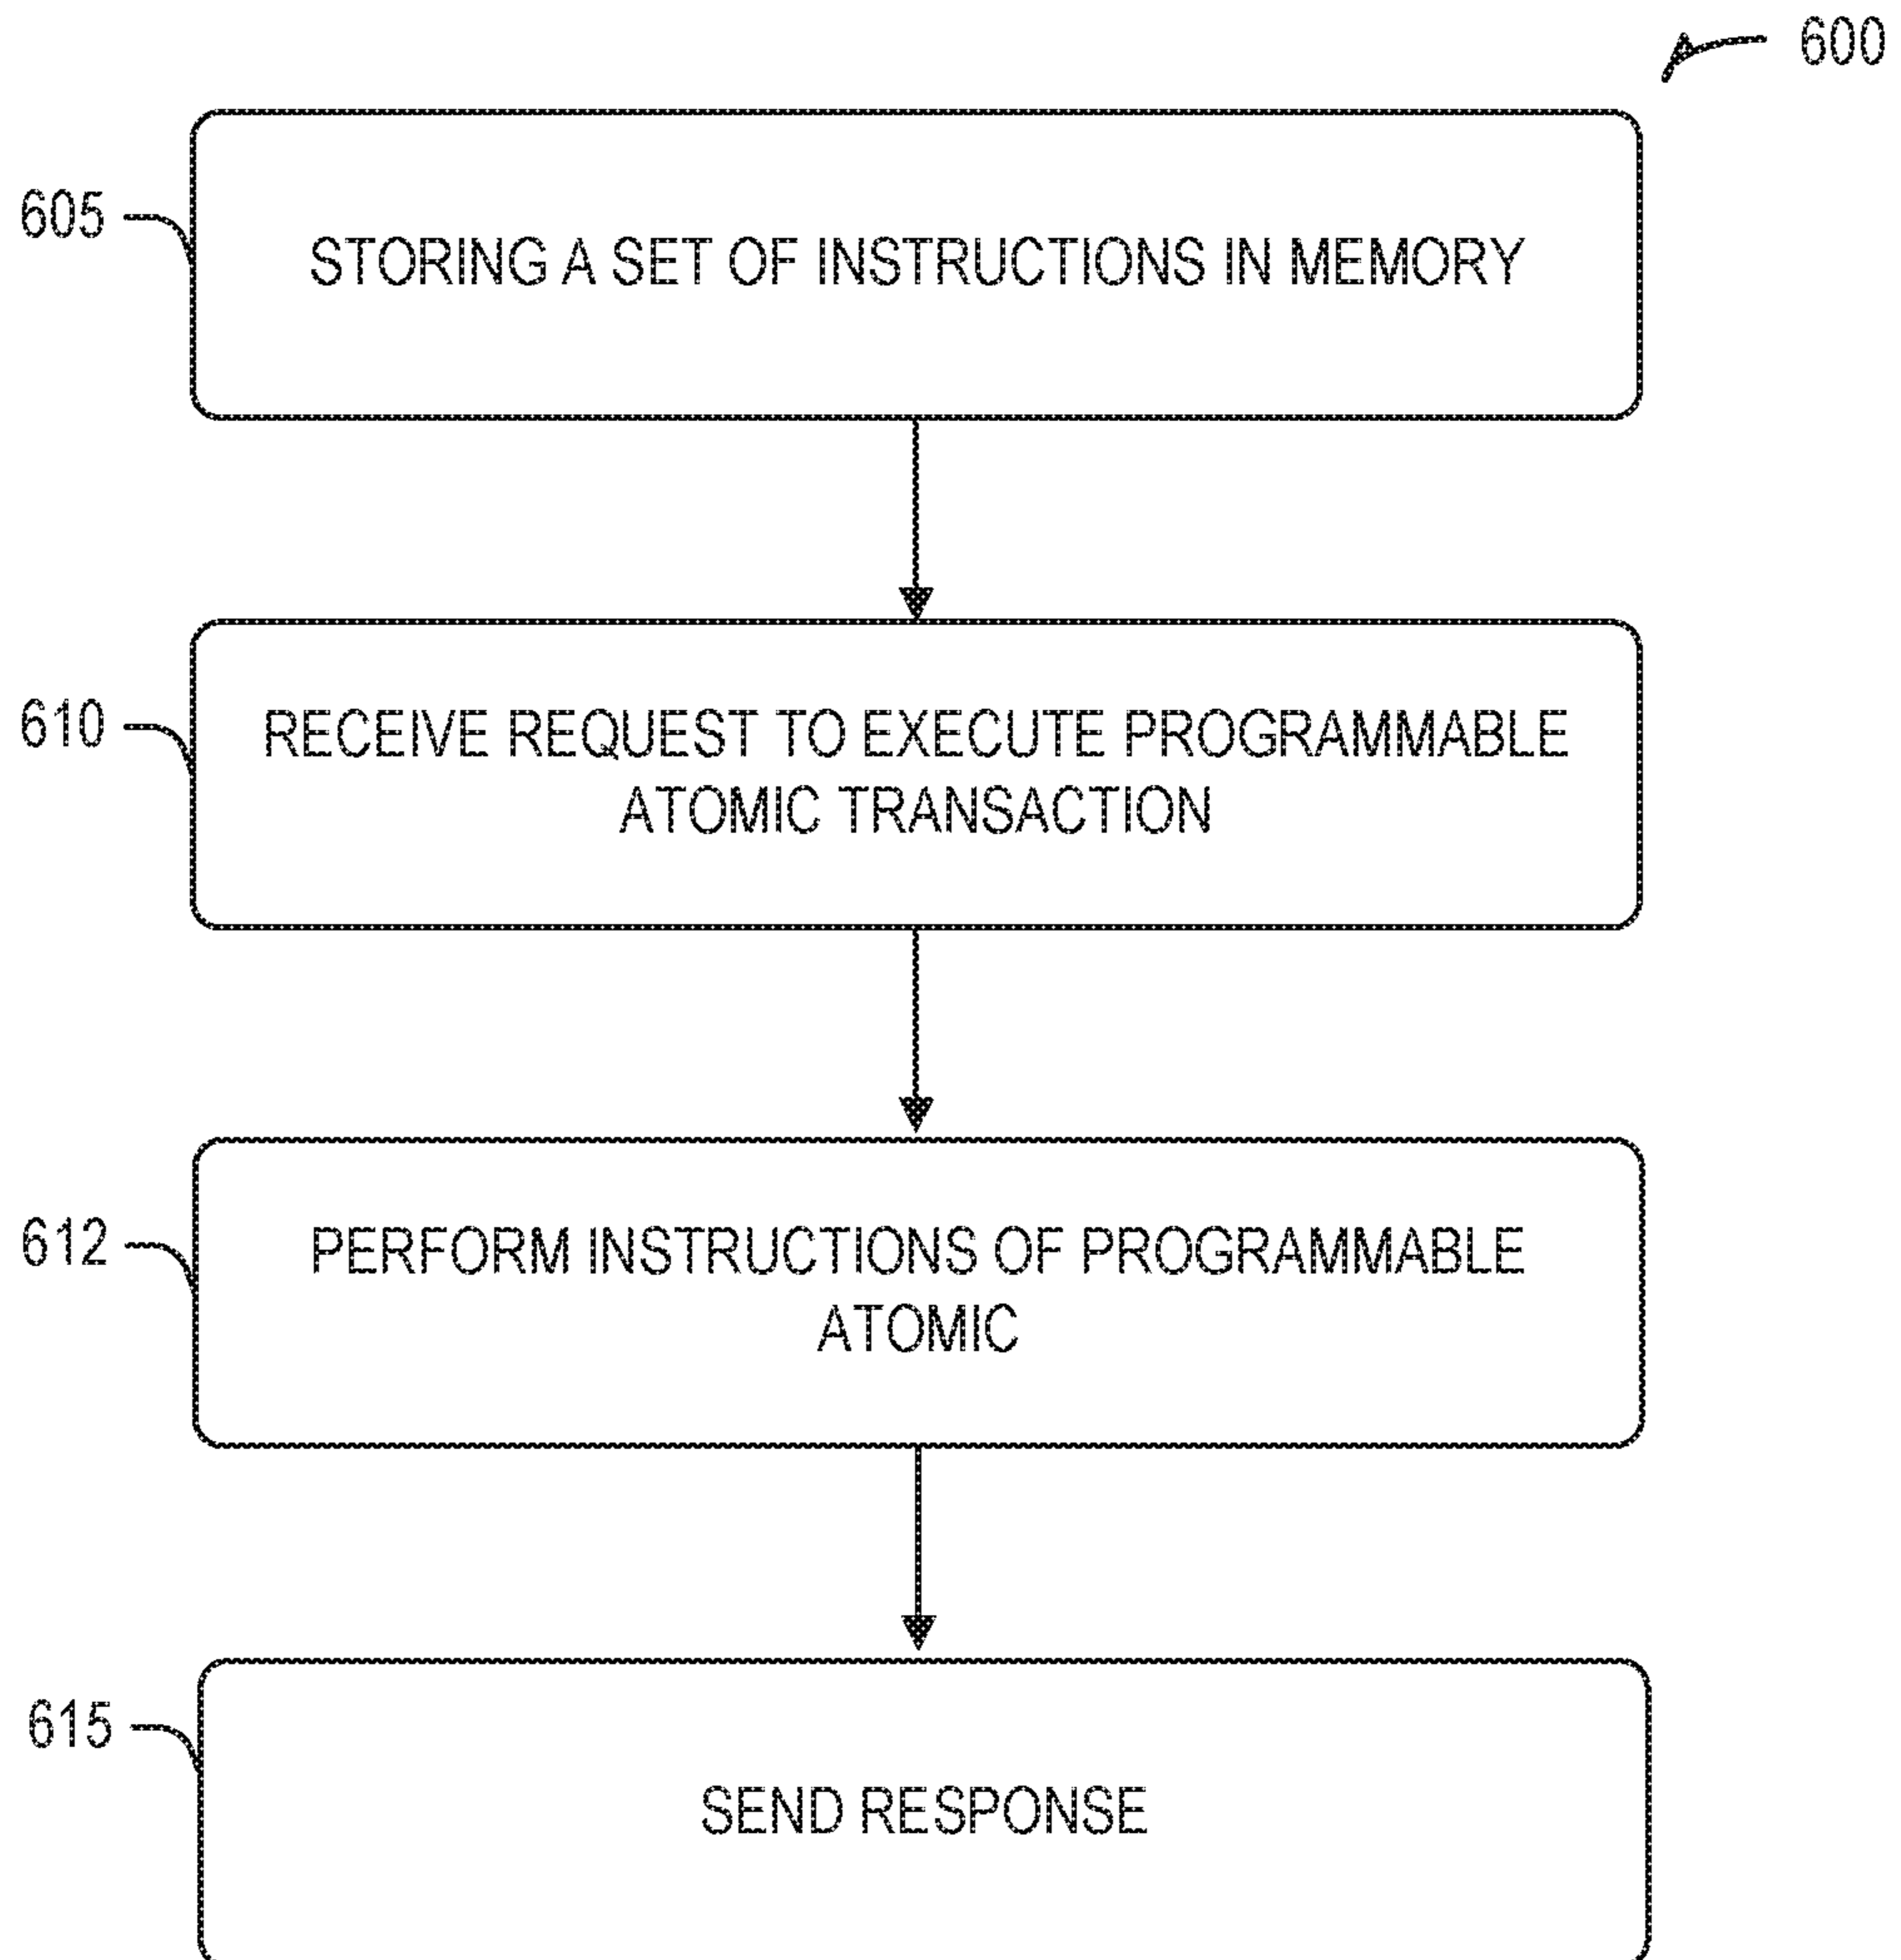 600
605
STORING A SET OF INSTRUCTIONS IN MEMORY
610
RECEIVE REQUEST TO EXECUTE PROGRAMMABLE
ATOMIC TRANSACTION
612
PERFORM INSTRUCTIONS OF PROGRAMMABLE
ATOMIC
615
SEND RESPONSE